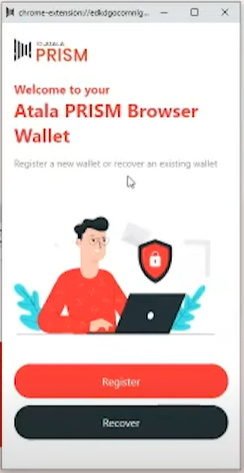 chrome-extension://edkdgocornnlg...
ATALA
PRISM
Welcome to your
Atala PRISM Browser
Wallet
Register a new wallet or recover an existing wallet
Register
Recover